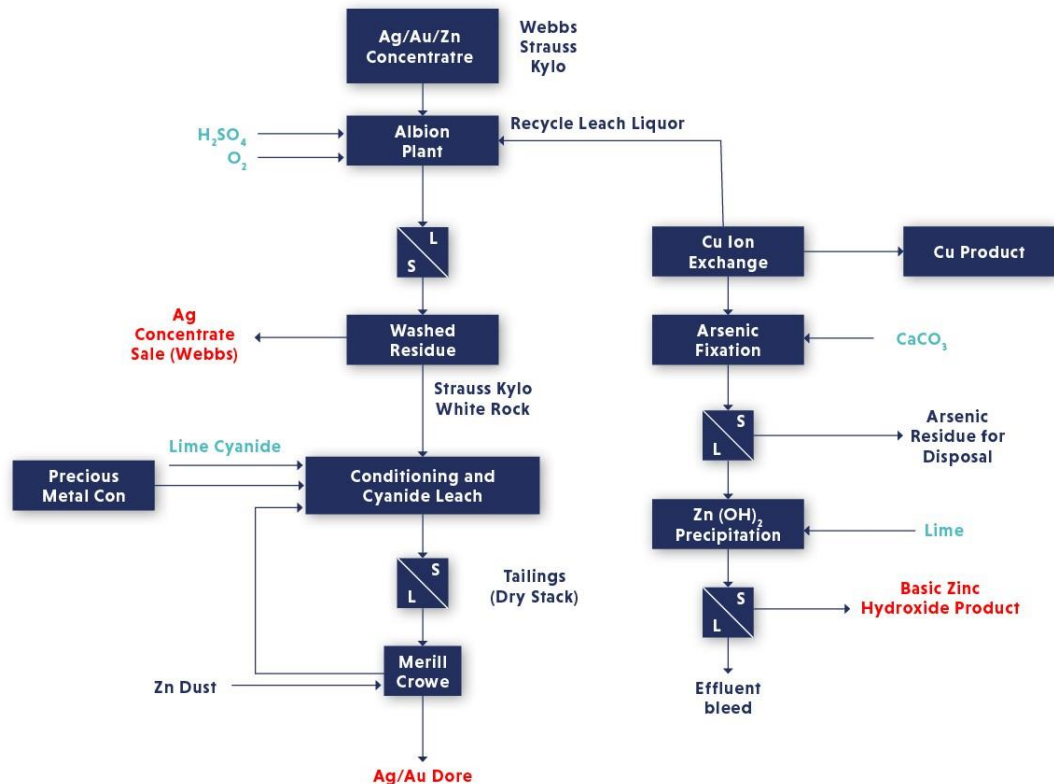 Ag/Au/Zn
Concentratre
Webbs
Strauss
Kylo
H₂SO₄
O₂
Albion
Plant
Recycle Leach Liquor
L
S
Cu Ion
Exchange
Cu Product
Ag
Concentrate
Sale (Webbs)
Washed
Residue
Arsenic
Fixation
CaCO₃
Strauss Kylo
White Rock
S
L
Arsenic
Residue for
Disposal
Lime Cyanide
Precious
Metal Con
Conditioning and
Cyanide Leach
Zn (OH)₂
Precipitation
Lime
S
L
Tailings
(Dry Stack)
S
L
Basic Zinc
Hydroxide Product
Merill
Crowe
Zn Dust
Effluent
bleed
Ag/Au Dore